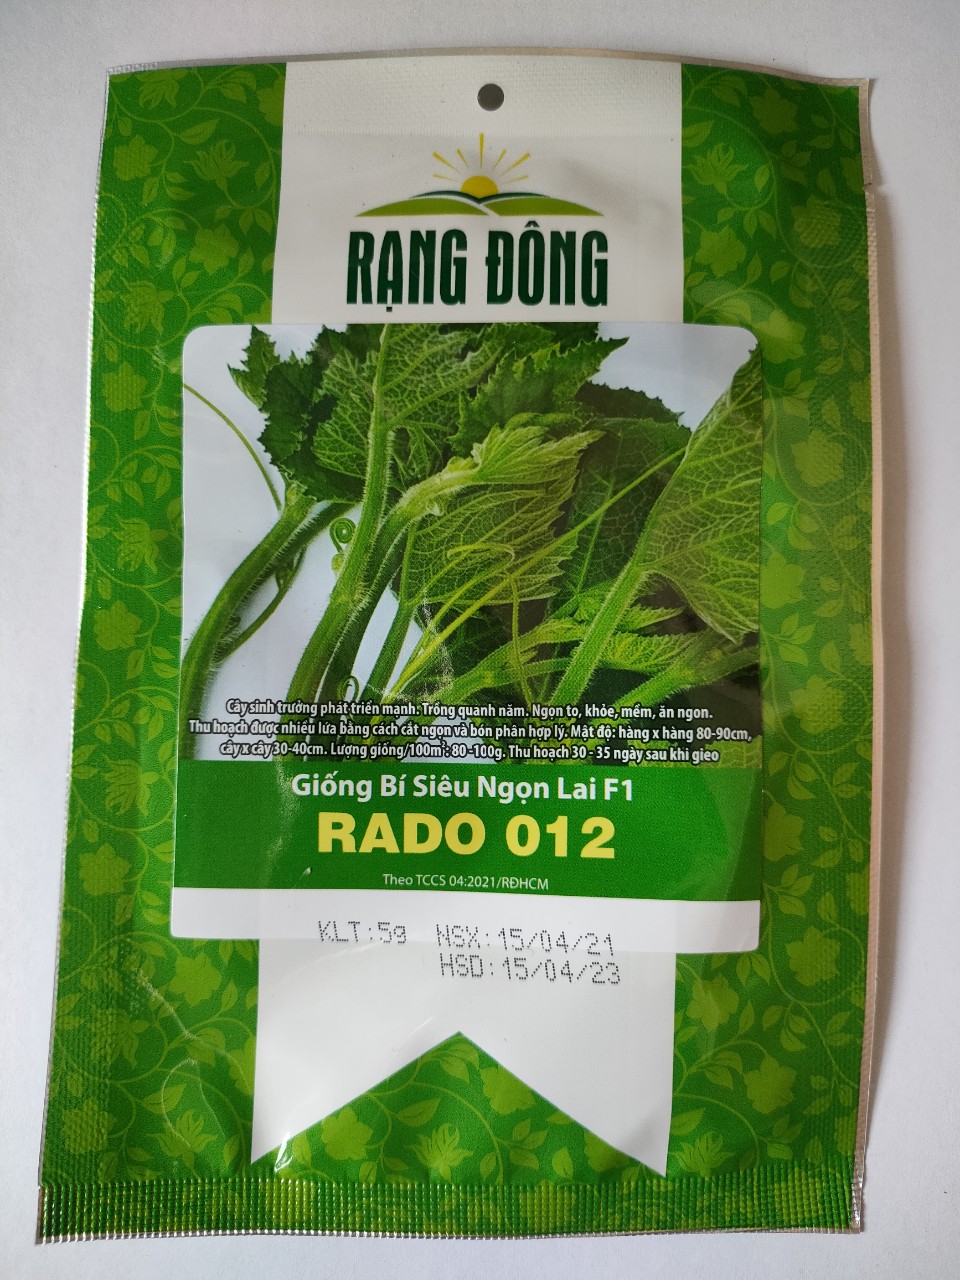 RẠNG ĐÔNG
Cây sinh trưởng phát triển mạnh. Trồng quanh năm. Ngọn to, khỏe, mềm, ăn ngon.
Thu hoạch được nhiều lứa bằng cách cắt ngọn và bón phân hợp lý. Mật độ: hàng x hàng 80-90cm,
cây x cây 30-40cm. Lượng giống/100m²: 80 -100g. Thu hoạch 30 - 35 ngày sau khi gieo
Giống Bí Siêu Ngọn Lai F1
RADO 012
Theo TCCS 04:2021/RĐHCM
KLT:5g NSX:15/04/21
HSD:15/04/23